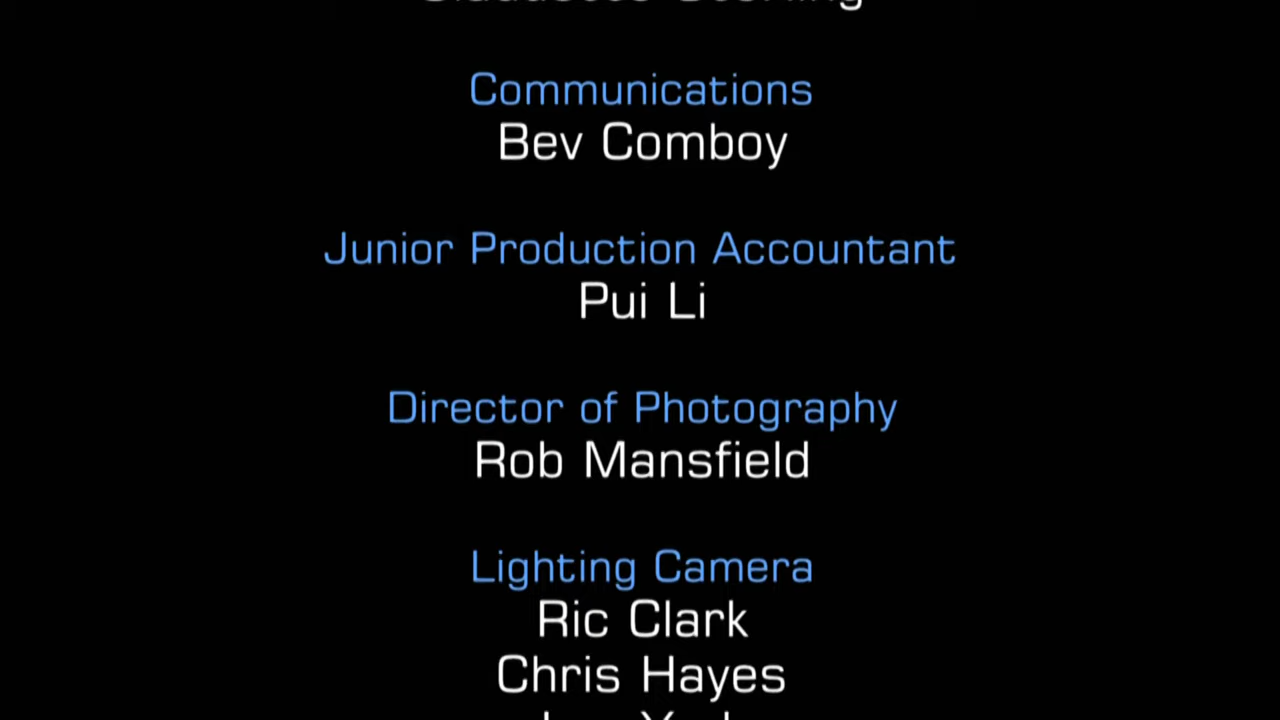 Communications
Bev Comboy
Junior Production Accountant
Pui Li
Director of Photography
Rob Mansfield
Lighting Camera
Ric Clark
Chris Hayes